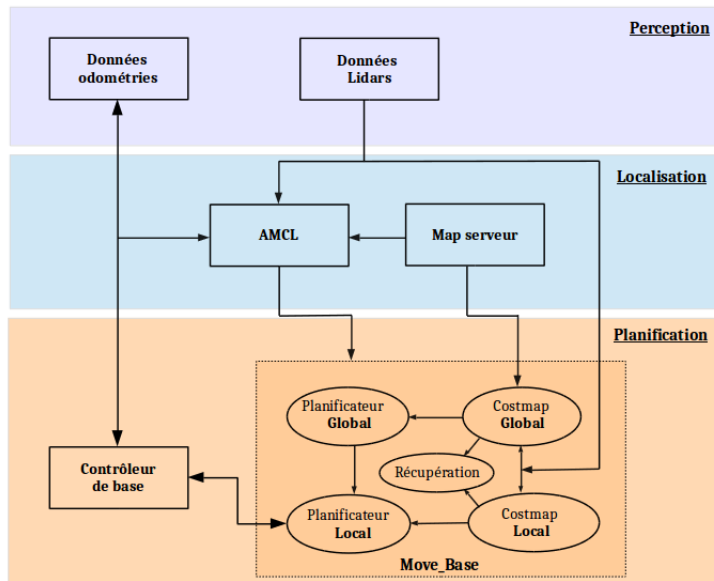 Perception
Données
odométries
Données
Lidars
Localisation
AMCL
Map serveur
Planification
Planificateur
Global
Costmap
Global
Récupération
Contrôleur
de base
Planificateur
Local
Costmap
Local
Move_Base